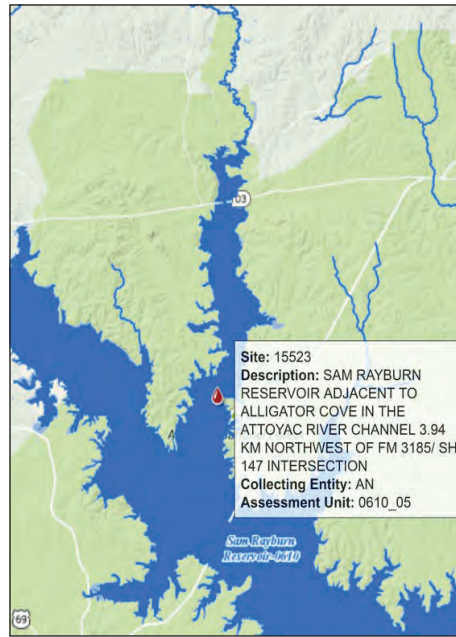 03
Site: 15523
Description: SAM RAYBURN
RESERVOIR ADJACENT TO
ALLIGATOR COVE IN THE
ATTOYAC RIVER CHANNEL 3.94
KM NORTHWEST OF FM 3185/ SH
147 INTERSECTION
Collecting Entity: AN
Assessment Unit: 0610_05
Sam Rayburn
Reservoir-0610
69